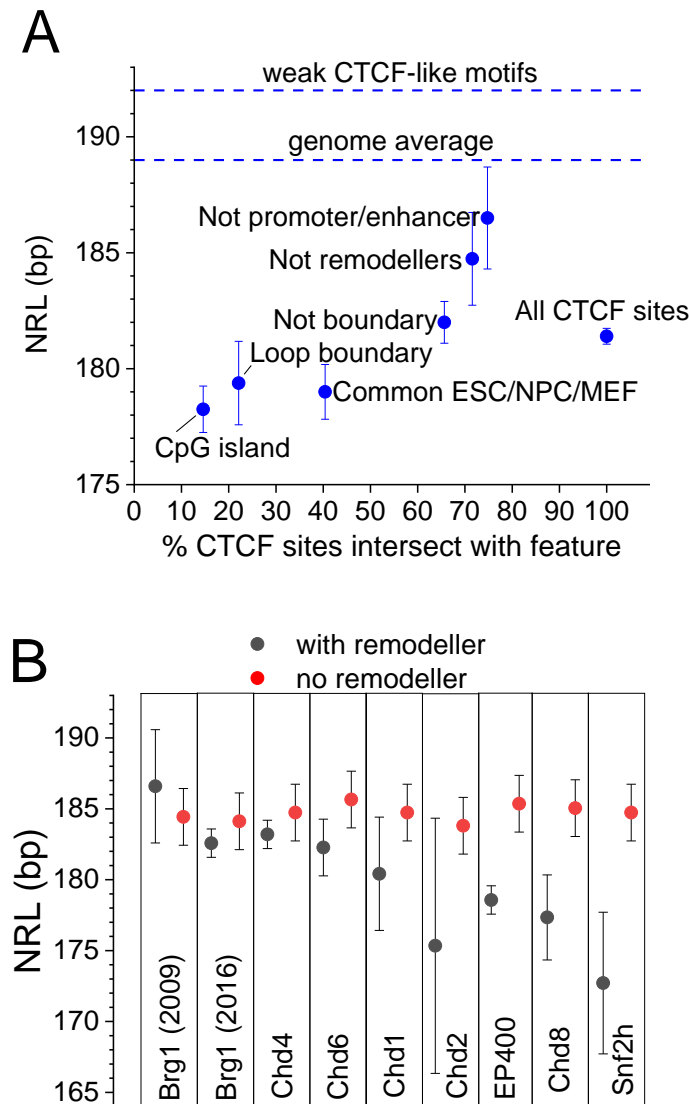 A
weak CTCF-like motifs
genome average
190
Not promoter/enhancer
185
Not remodellers
Not boundary
All CTCF sites
180
Loop boundary
Common ESC/NPC/MEF
CpG island
175
NRL (bp)
0 10 20 30 40 50 60 70 80 90 100
% CTCF sites intersect with feature
B
with remodeller
no remodeller
190
185
180
175
170
165
NRL (bp)
Brg1 (2009)
Brg1 (2016)
Chd4
Chd6
Chd1
Chd2
EP400
Chd8
Snf2h